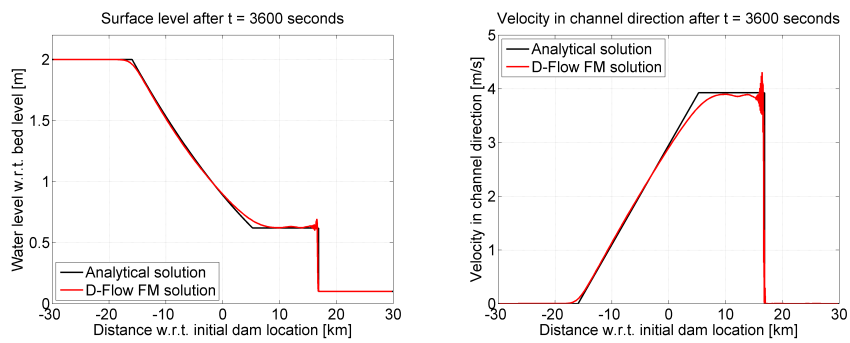 Surface level after t = 3600 seconds
Water level w.r.t. bed level [m]
2
1.5
1
0.5
0
Analytical solution
D-Flow FM solution
-30 -20 -10 0 10 20 30
Distance w.r.t. initial dam location [km]
Velocity in channel direction after t = 3600 seconds
Velocity in channel direction [m/s]
5
Analytical solution
D-Flow FM solution
4
3
2
1
0
-30 -20 -10 0 10 20 30
Distance w.r.t. initial dam location [km]